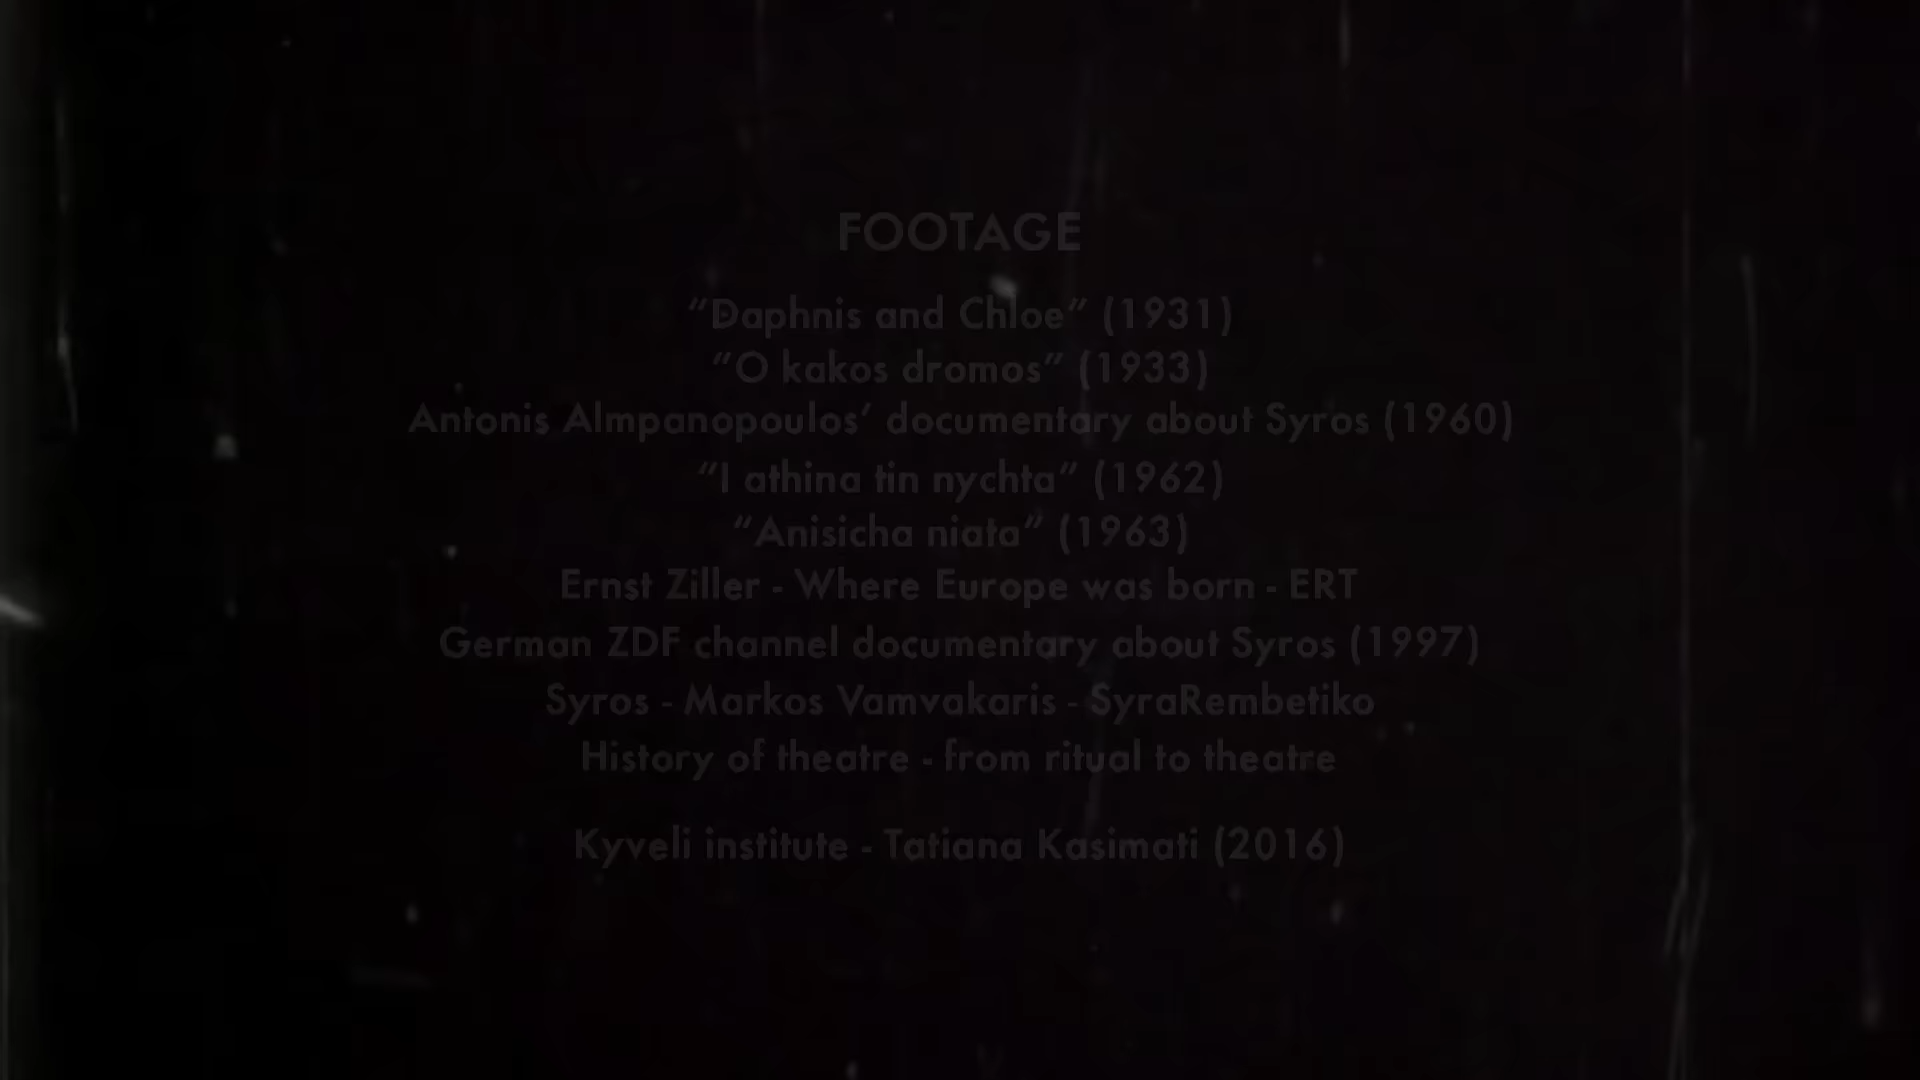 FOOTAGE
“Daphnis and Chloe” (1931)
“O kakos dromos” (1933)
Antonis Almpanopoulos’ documentary about Syros (1960)
“I athina tin nychta” (1962)
“Anisicha niata” (1963)
Ernst Ziller - Where Europe was born - ERT
German ZDF channel documentary about Syros (1997)
Syros - Markos Vamvakaris - SyraRembetiko
History of theatre - from ritual to theatre
Kyveli institute - Tatiana Kasimati (2016)